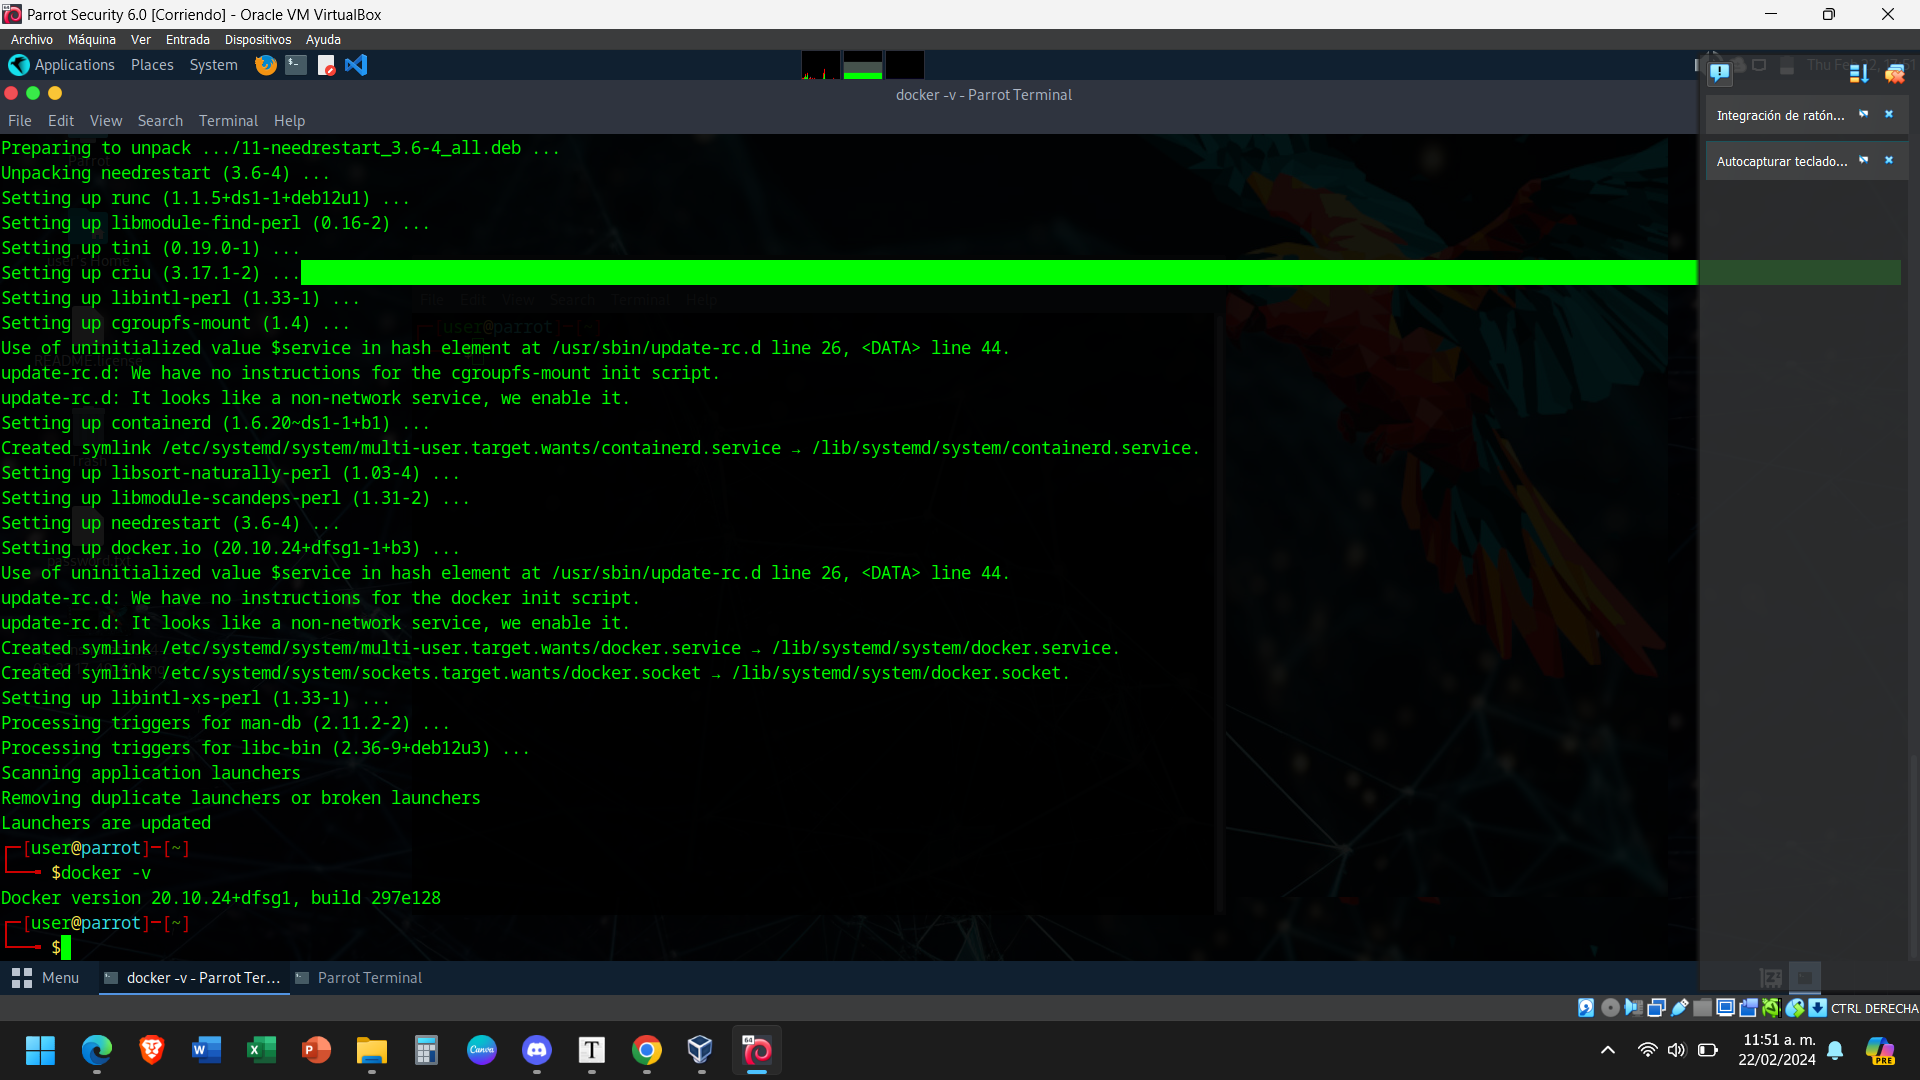 Parrot Security 6.0 [Corriendo] - Oracle VM VirtualBox
Archivo Máquina Ver Entrada Dispositivos Ayuda
Applications Places System
Thu Feb 22, 17:51
docker -v - Parrot Terminal
File Edit View Search Terminal Help
Integración de ratón...
Autocapturar teclado...
Preparing to unpack .../11-needrestart_3.6-4_all.deb ...
Unpacking needrestart (3.6-4) ...
Setting up runc (1.1.5+ds1-1+deb12u1) ...
Setting up libmodule-find-perl (0.16-2) ...
Setting up tini (0.19.0-1) ...
Setting up criu (3.17.1-2) ...
Setting up libintl-perl (1.33-1) ...
Setting up cgroupfs-mount (1.4) ...
Use of uninitialized value $service in hash element at /usr/sbin/update-rc.d line 26, <DATA> line 44.
update-rc.d: We have no instructions for the cgroupfs-mount init script.
update-rc.d: It looks like a non-network service, we enable it.
Setting up containerd (1.6.20~ds1-1+b1) ...
Created symlink /etc/systemd/system/multi-user.target.wants/containerd.service → /lib/systemd/system/containerd.service.
Setting up libsort-naturally-perl (1.03-4) ...
Setting up libmodule-scandeps-perl (1.31-2) ...
Setting up needrestart (3.6-4) ...
Setting up docker.io (20.10.24+dfsg1-1+b3) ...
Use of uninitialized value $service in hash element at /usr/sbin/update-rc.d line 26, <DATA> line 44.
update-rc.d: We have no instructions for the docker init script.
update-rc.d: It looks like a non-network service, we enable it.
Created symlink /etc/systemd/system/multi-user.target.wants/docker.service → /lib/systemd/system/docker.service.
Created symlink /etc/systemd/system/sockets.target.wants/docker.socket → /lib/systemd/system/docker.socket.
Setting up libintl-xs-perl (1.33-1) ...
Processing triggers for man-db (2.11.2-2) ...
Processing triggers for libc-bin (2.36-9+deb12u3) ...
Scanning application launchers
Removing duplicate launchers or broken launchers
Launchers are updated
┌─[user@parrot]─[~]
└──╼ $docker -v
Docker version 20.10.24+dfsg1, build 297e128
┌─[user@parrot]─[~]
└──╼ $
Menu docker -v - Parrot Ter... Parrot Terminal
CTRL DERECHA
11:51 a. m.
22/02/2024